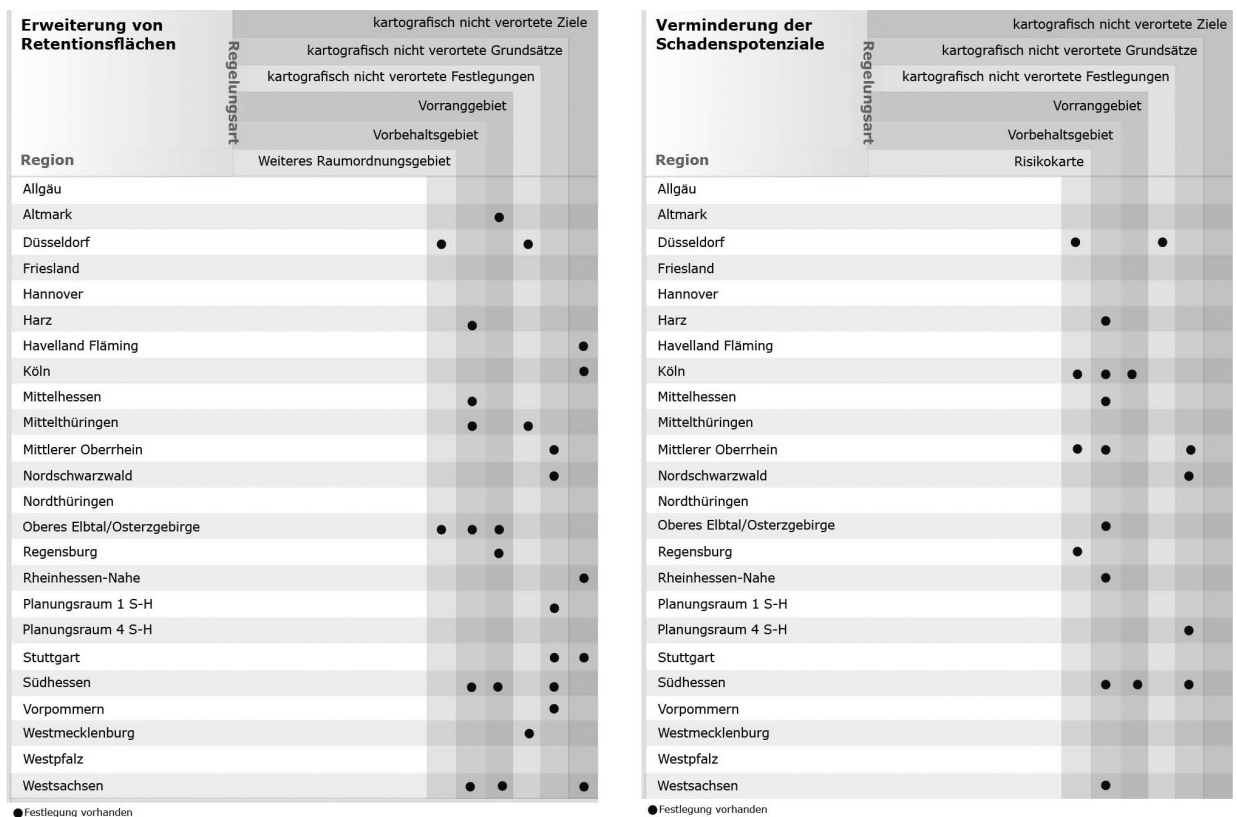 Erweiterung von
Retentionsflächen
Regelungsart
kartografisch nicht verortete Ziele
kartografisch nicht verortete Grundsätze
kartografisch nicht verortete Festlegungen
Vorranggebiet
Vorbehaltsgebiet
Weiteres Raumordnungsgebiet
Region
Allgäu
Altmark
Düsseldorf
Friesland
Hannover
Harz
Havelland Fläming
Köln
Mittelhessen
Mittelthüringen
Mittlerer Oberrhein
Nordschwarzwald
Nordthüringen
Oberes Elbtal/Osterzgebirge
Regensburg
Rheinhessen-Nahe
Planungsraum 1 S-H
Planungsraum 4 S-H
Stuttgart
Südhessen
Vorpommern
Westmecklenburg
Westpfalz
Westsachsen
Festlegung vorhanden
Verminderung der
Schadenspotenziale
Regelungsart
kartografisch nicht verortete Ziele
kartografisch nicht verortete Grundsätze
kartografisch nicht verortete Festlegungen
Vorranggebiet
Vorbehaltsgebiet
Risikokarte
Region
Allgäu
Altmark
Düsseldorf
Friesland
Hannover
Harz
Havelland Fläming
Köln
Mittelhessen
Mittelthüringen
Mittlerer Oberrhein
Nordschwarzwald
Nordthüringen
Oberes Elbtal/Osterzgebirge
Regensburg
Rheinhessen-Nahe
Planungsraum 1 S-H
Planungsraum 4 S-H
Stuttgart
Südhessen
Vorpommern
Westmecklenburg
Westpfalz
Westsachsen
Festlegung vorhanden